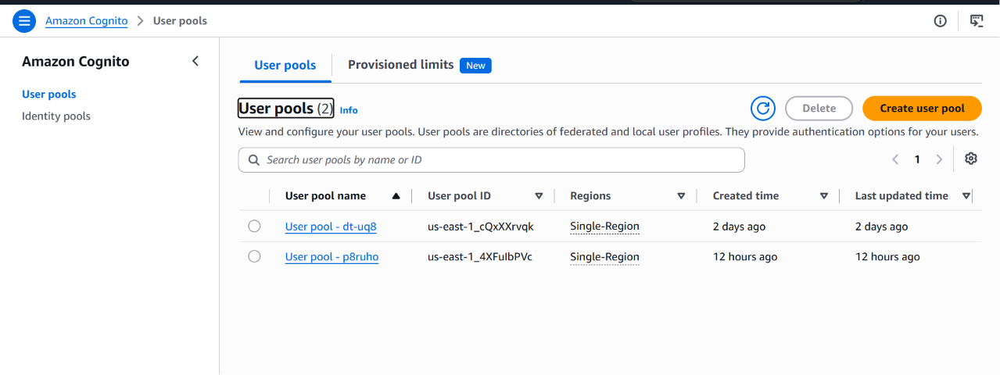 Amazon Cognito > User pools
Amazon Cognito
User pools
Identity pools
User pools
Provisioned limits New
User pools (2) Info
Delete
Create user pool
View and configure your user pools. User pools are directories of federated and local user profiles. They provide authentication options for your users.
Search user pools by name or ID
1
User pool name User pool ID Regions Created time Last updated time
User pool - dt-uq8 us-east-1_cQxXXrvqk Single-Region 2 days ago 2 days ago
User pool - p8ruho us-east-1_4XFuIbPVc Single-Region 12 hours ago 12 hours ago